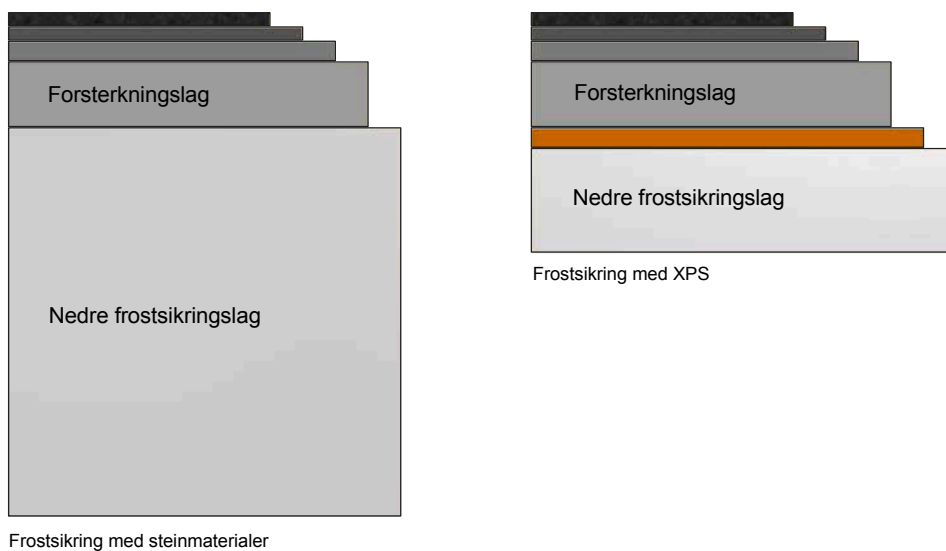 Forsterkningslag
Nedre frostsikringslag
Frostsikring med steinmaterialer
Forsterkningslag
Nedre frostsikringslag
Frostsikring med XPS